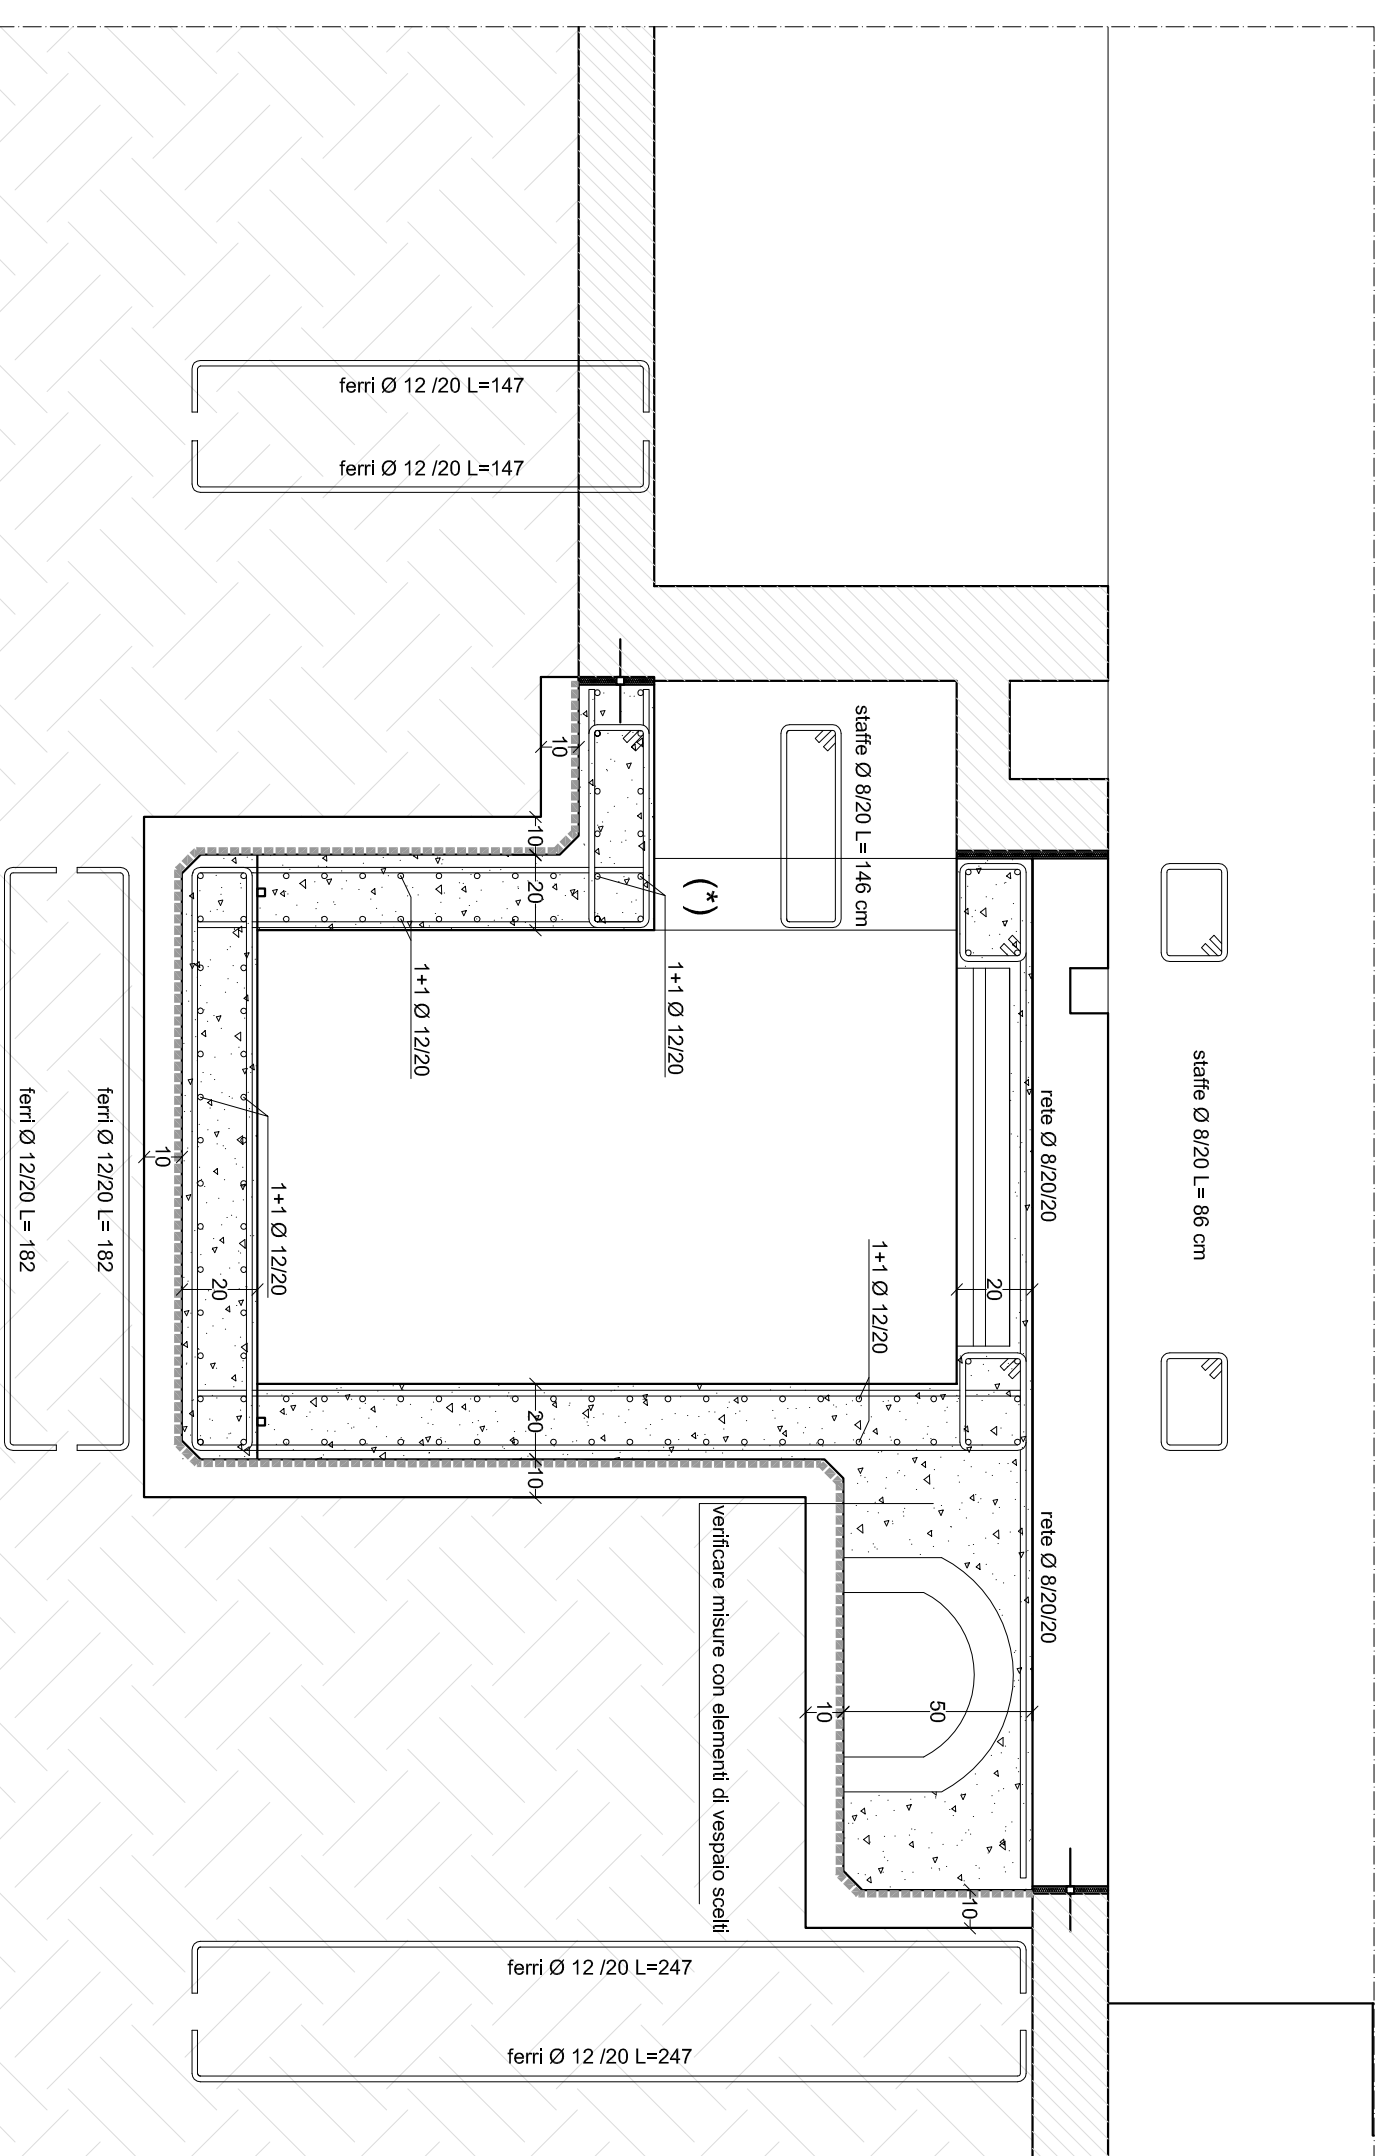 ferri Ø 12 /20 L=147
ferri Ø 12 /20 L=147
staffe Ø 8/20 L= 146 cm
10
10
20
(*)
1+1 Ø 12/20
1+1 Ø 12/20
staffe Ø 8/20 L= 86 cm
rete Ø 8/20/20
ferri Ø 12/20 L= 182
ferri Ø 12/20 L= 182
10
1+1 Ø 12/20
20
1+1 Ø 12/20
20
20
10
rete Ø 8/20/20
verificare misure con elementi di vespaio scelti
50
10
10
ferri Ø 12 /20 L=247
ferri Ø 12 /20 L=247